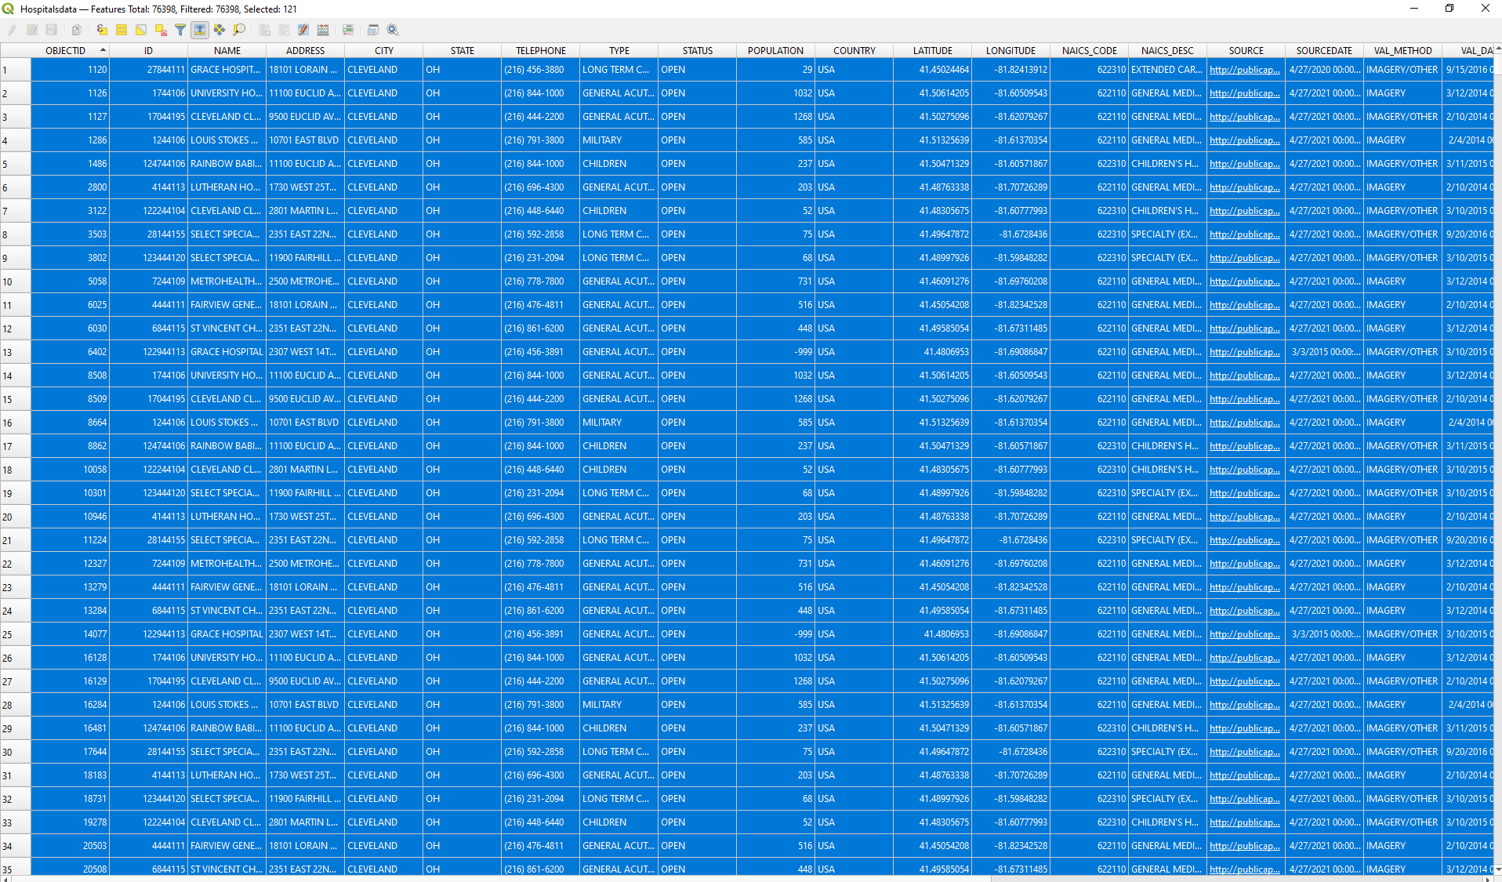 Hospitalsdata — Features Total: 76398, Filtered: 76398, Selected: 121
OBJECTID ID NAME ADDRESS CITY STATE TELEPHONE TYPE STATUS POPULATION COUNTRY LATITUDE LONGITUDE NAICS_CODE NAICS_DESC SOURCE SOURCEDATE VAL_METHOD VAL_DA
1 1120 27844111 GRACE HOSPIT... 18101 LORAIN ... CLEVELAND OH (216) 456-3880 LONG TERM C... OPEN 29 USA 41.45024464 -81.82413912 622310 EXTENDED CAR... http://publicap... 4/27/2020 00:00... IMAGERY/OTHER 9/15/2016 0
2 1126 1744106 UNIVERSITY HO... 11100 EUCLID A... CLEVELAND OH (216) 844-1000 GENERAL ACUT... OPEN 1032 USA 41.50614205 -81.60509543 622110 GENERAL MEDI... http://publicap... 4/27/2021 00:00... IMAGERY 3/12/2014 0
3 1127 17044195 CLEVELAND CL... 9500 EUCLID AV... CLEVELAND OH (216) 444-2200 GENERAL ACUT... OPEN 1268 USA 41.50275096 -81.62079267 622110 GENERAL MEDI... http://publicap... 4/27/2021 00:00... IMAGERY 2/10/2014 0
4 1286 1244106 LOUIS STOKES ... 10701 EAST BLVD CLEVELAND OH (216) 791-3800 MILITARY OPEN 585 USA 41.51325639 -81.61370354 622110 GENERAL MEDI... http://publicap... 4/27/2021 00:00... IMAGERY 2/4/2014 00
5 1486 124744106 RAINBOW BABI... 11100 EUCLID A... CLEVELAND OH (216) 844-1000 CHILDREN OPEN 237 USA 41.50471329 -81.60571867 622310 CHILDREN'S H... http://publicap... 4/27/2021 00:00... IMAGERY/OTHER 3/11/2015 0
6 2800 4144113 LUTHERAN HO... 1730 WEST 25T... CLEVELAND OH (216) 696-4300 GENERAL ACUT... OPEN 203 USA 41.48763338 -81.70726289 622110 GENERAL MEDI... http://publicap... 4/27/2021 00:00... IMAGERY 2/10/2014 0
7 3122 122244104 CLEVELAND CL... 2801 MARTIN L... CLEVELAND OH (216) 448-6440 CHILDREN OPEN 52 USA 41.48305675 -81.60777993 622310 CHILDREN'S H... http://publicap... 4/27/2021 00:00... IMAGERY/OTHER 3/10/2015 0
8 3503 28144155 SELECT SPECIA... 2351 EAST 22N... CLEVELAND OH (216) 592-2858 LONG TERM C... OPEN 75 USA 41.49647872 -81.6728436 622310 SPECIALTY (EX... http://publicap... 4/27/2021 00:00... IMAGERY/OTHER 9/20/2016 0
9 3802 123444120 SELECT SPECIA... 11900 FAIRHILL ... CLEVELAND OH (216) 231-2094 LONG TERM C... OPEN 68 USA 41.48997926 -81.59848282 622310 SPECIALTY (EX... http://publicap... 4/27/2021 00:00... IMAGERY/OTHER 3/10/2015 0
10 5058 7244109 METROHEALTH... 2500 METROHE... CLEVELAND OH (216) 778-7800 GENERAL ACUT... OPEN 731 USA 41.46091276 -81.69760208 622110 GENERAL MEDI... http://publicap... 4/27/2021 00:00... IMAGERY 3/12/2014 0
11 6025 4444111 FAIRVIEW GENE... 18101 LORAIN ... CLEVELAND OH (216) 476-4811 GENERAL ACUT... OPEN 516 USA 41.45054208 -81.82342528 622110 GENERAL MEDI... http://publicap... 4/27/2021 00:00... IMAGERY 2/10/2014 0
12 6030 6844115 ST VINCENT CH... 2351 EAST 22N... CLEVELAND OH (216) 861-6200 GENERAL ACUT... OPEN 448 USA 41.49585054 -81.67311485 622110 GENERAL MEDI... http://publicap... 4/27/2021 00:00... IMAGERY 3/12/2014 0
13 6402 122944113 GRACE HOSPITAL 2307 WEST 14T... CLEVELAND OH (216) 456-3891 GENERAL ACUT... OPEN -999 USA 41.4806953 -81.69086847 622110 GENERAL MEDI... http://publicap... 3/3/2015 00:00:... IMAGERY/OTHER 3/10/2015 0
14 8508 1744106 UNIVERSITY HO... 11100 EUCLID A... CLEVELAND OH (216) 844-1000 GENERAL ACUT... OPEN 1032 USA 41.50614205 -81.60509543 622110 GENERAL MEDI... http://publicap... 4/27/2021 00:00... IMAGERY 3/12/2014 0
15 8509 17044195 CLEVELAND CL... 9500 EUCLID AV... CLEVELAND OH (216) 444-2200 GENERAL ACUT... OPEN 1268 USA 41.50275096 -81.62079267 622110 GENERAL MEDI... http://publicap... 4/27/2021 00:00... IMAGERY 2/10/2014 0
16 8664 1244106 LOUIS STOKES ... 10701 EAST BLVD CLEVELAND OH (216) 791-3800 MILITARY OPEN 585 USA 41.51325639 -81.61370354 622110 GENERAL MEDI... http://publicap... 4/27/2021 00:00... IMAGERY 2/4/2014 00
17 8862 124744106 RAINBOW BABI... 11100 EUCLID A... CLEVELAND OH (216) 844-1000 CHILDREN OPEN 237 USA 41.50471329 -81.60571867 622310 CHILDREN'S H... http://publicap... 4/27/2021 00:00... IMAGERY/OTHER 3/11/2015 0
18 10058 122244104 CLEVELAND CL... 2801 MARTIN L... CLEVELAND OH (216) 448-6440 CHILDREN OPEN 52 USA 41.48305675 -81.60777993 622310 CHILDREN'S H... http://publicap... 4/27/2021 00:00... IMAGERY/OTHER 3/10/2015 0
19 10301 123444120 SELECT SPECIA... 11900 FAIRHILL ... CLEVELAND OH (216) 231-2094 LONG TERM C... OPEN 68 USA 41.48997926 -81.59848282 622310 SPECIALTY (EX... http://publicap... 4/27/2021 00:00... IMAGERY/OTHER 3/10/2015 0
20 10946 4144113 LUTHERAN HO... 1730 WEST 25T... CLEVELAND OH (216) 696-4300 GENERAL ACUT... OPEN 203 USA 41.48763338 -81.70726289 622110 GENERAL MEDI... http://publicap... 4/27/2021 00:00... IMAGERY 2/10/2014 0
21 11224 28144155 SELECT SPECIA... 2351 EAST 22N... CLEVELAND OH (216) 592-2858 LONG TERM C... OPEN 75 USA 41.49647872 -81.6728436 622310 SPECIALTY (EX... http://publicap... 4/27/2021 00:00... IMAGERY/OTHER 9/20/2016 0
22 12327 7244109 METROHEALTH... 2500 METROHE... CLEVELAND OH (216) 778-7800 GENERAL ACUT... OPEN 731 USA 41.46091276 -81.69760208 622110 GENERAL MEDI... http://publicap... 4/27/2021 00:00... IMAGERY 3/12/2014 0
23 13279 4444111 FAIRVIEW GENE... 18101 LORAIN ... CLEVELAND OH (216) 476-4811 GENERAL ACUT... OPEN 516 USA 41.45054208 -81.82342528 622110 GENERAL MEDI... http://publicap... 4/27/2021 00:00... IMAGERY 2/10/2014 0
24 13284 6844115 ST VINCENT CH... 2351 EAST 22N... CLEVELAND OH (216) 861-6200 GENERAL ACUT... OPEN 448 USA 41.49585054 -81.67311485 622110 GENERAL MEDI... http://publicap... 4/27/2021 00:00... IMAGERY 3/12/2014 0
25 14077 122944113 GRACE HOSPITAL 2307 WEST 14T... CLEVELAND OH (216) 456-3891 GENERAL ACUT... OPEN -999 USA 41.4806953 -81.69086847 622110 GENERAL MEDI... http://publicap... 3/3/2015 00:00:... IMAGERY/OTHER 3/10/2015 0
26 16128 1744106 UNIVERSITY HO... 11100 EUCLID A... CLEVELAND OH (216) 844-1000 GENERAL ACUT... OPEN 1032 USA 41.50614205 -81.60509543 622110 GENERAL MEDI... http://publicap... 4/27/2021 00:00... IMAGERY 3/12/2014 0
27 16129 17044195 CLEVELAND CL... 9500 EUCLID AV... CLEVELAND OH (216) 444-2200 GENERAL ACUT... OPEN 1268 USA 41.50275096 -81.62079267 622110 GENERAL MEDI... http://publicap... 4/27/2021 00:00... IMAGERY 2/10/2014 0
28 16284 1244106 LOUIS STOKES ... 10701 EAST BLVD CLEVELAND OH (216) 791-3800 MILITARY OPEN 585 USA 41.51325639 -81.61370354 622110 GENERAL MEDI... http://publicap... 4/27/2021 00:00... IMAGERY 2/4/2014 00
29 16481 124744106 RAINBOW BABI... 11100 EUCLID A... CLEVELAND OH (216) 844-1000 CHILDREN OPEN 237 USA 41.50471329 -81.60571867 622310 CHILDREN'S H... http://publicap... 4/27/2021 00:00... IMAGERY/OTHER 3/11/2015 0
30 17644 28144155 SELECT SPECIA... 2351 EAST 22N... CLEVELAND OH (216) 592-2858 LONG TERM C... OPEN 75 USA 41.49647872 -81.6728436 622310 SPECIALTY (EX... http://publicap... 4/27/2021 00:00... IMAGERY/OTHER 9/20/2016 0
31 18183 4144113 LUTHERAN HO... 1730 WEST 25T... CLEVELAND OH (216) 696-4300 GENERAL ACUT... OPEN 203 USA 41.48763338 -81.70726289 622110 GENERAL MEDI... http://publicap... 4/27/2021 00:00... IMAGERY 2/10/2014 0
32 18731 123444120 SELECT SPECIA... 11900 FAIRHILL ... CLEVELAND OH (216) 231-2094 LONG TERM C... OPEN 68 USA 41.48997926 -81.59848282 622310 SPECIALTY (EX... http://publicap... 4/27/2021 00:00... IMAGERY/OTHER 3/10/2015 0
33 19278 122244104 CLEVELAND CL... 2801 MARTIN L... CLEVELAND OH (216) 448-6440 CHILDREN OPEN 52 USA 41.48305675 -81.60777993 622310 CHILDREN'S H... http://publicap... 4/27/2021 00:00... IMAGERY/OTHER 3/10/2015 0
34 20503 4444111 FAIRVIEW GENE... 18101 LORAIN ... CLEVELAND OH (216) 476-4811 GENERAL ACUT... OPEN 516 USA 41.45054208 -81.82342528 622110 GENERAL MEDI... http://publicap... 4/27/2021 00:00... IMAGERY 2/10/2014 0
35 20508 6844115 ST VINCENT CH... 2351 EAST 22N... CLEVELAND OH (216) 861-6200 GENERAL ACUT... OPEN 448 USA 41.49585054 -81.67311485 622110 GENERAL MEDI... http://publicap... 4/27/2021 00:00... IMAGERY 3/12/2014 0